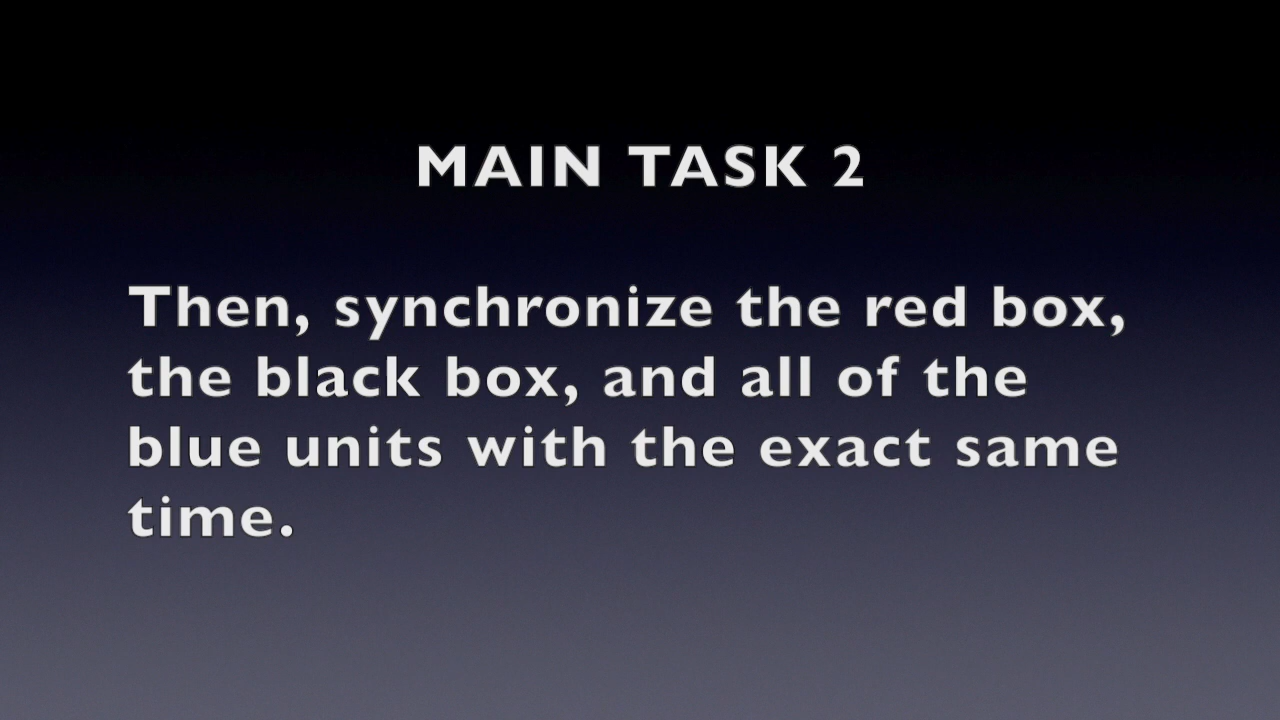 MAIN TASK 2
Then, synchronize the red box,
the black box, and all of the
blue units with the exact same
time.